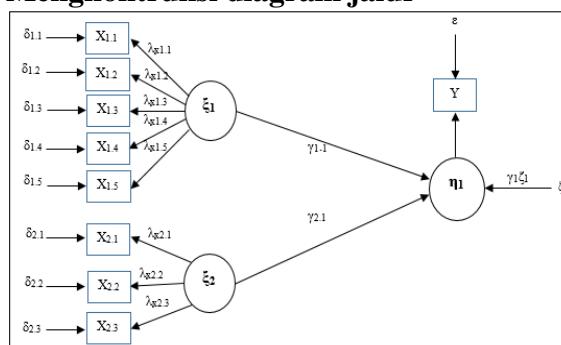 δ1.1 X1.1 λx1.1
δ1.2 X1.2 λx1.2
δ1.3 X1.3 λx1.3
δ1.4 X1.4 λx1.4
δ1.5 X1.5 λx1.5
ξ1
γ1.1
ε
Y
η1
γ1ζ1
δ2.1 X2.1 λx2.1
δ2.2 X2.2 λx2.2
δ2.3 X2.3 λx2.3
ξ2
γ2.1